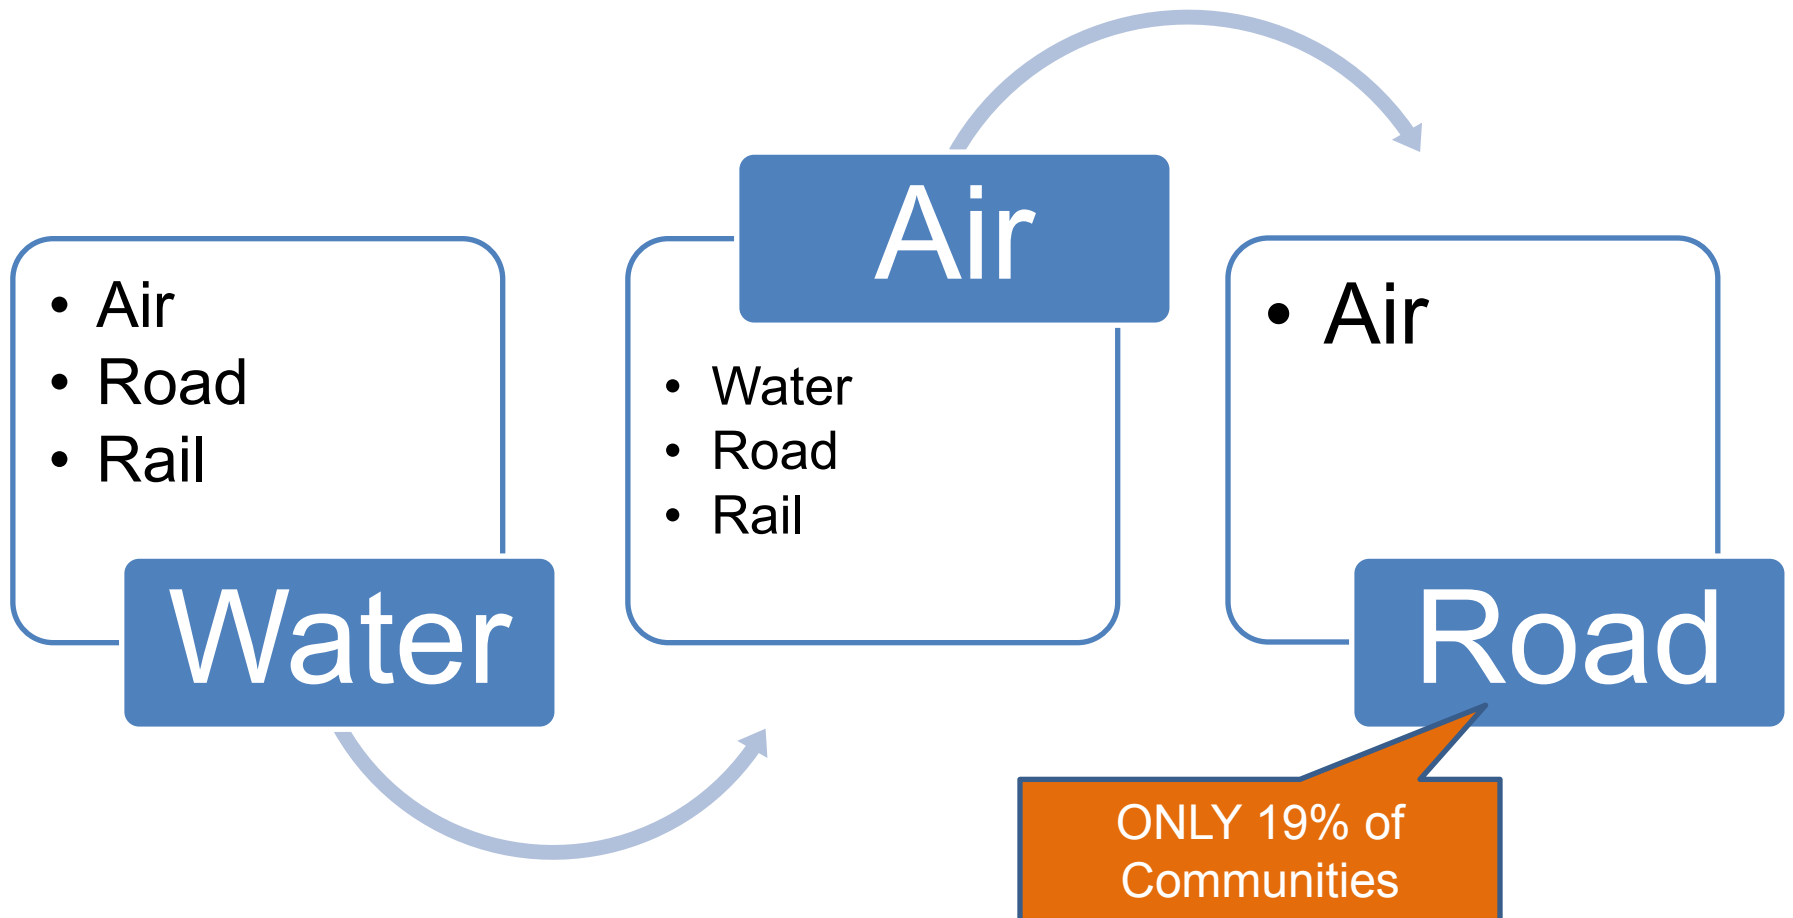 • Air
• Road
• Rail
Water
Air
• Water
• Road
• Rail
• Air
Road
ONLY 19% of
Communities